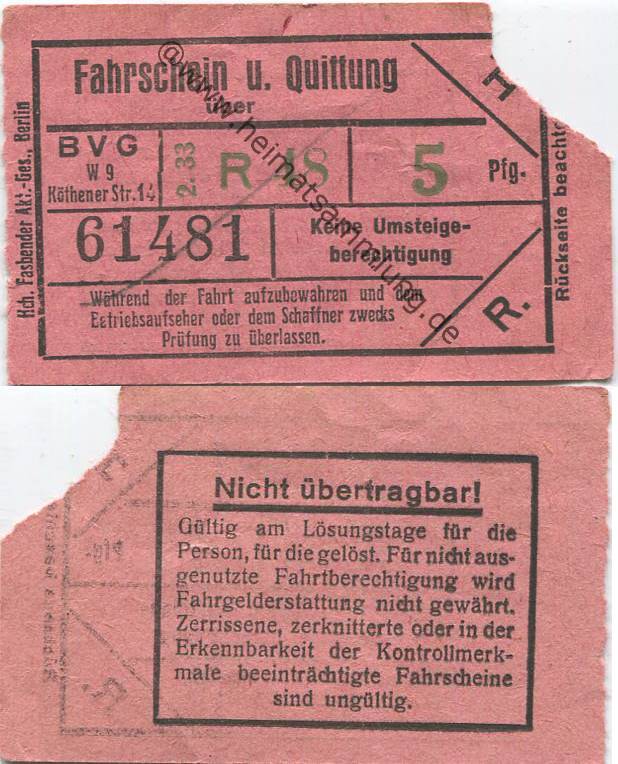 Fahrschein u. Quittung
über
H
BVG
W 9
Köthener Str. 14
2.33
R 18
5
Pfg.
61481
Keine Umsteige-
berechtigung
Während der Fahrt aufzubewahren und dem
Betriebsaufseher oder dem Schaffner zwecks
Prüfung zu überlassen.
R.
Hch. Fasbender Akt.-Ges., Berlin
Rückseite beachte
@www.heimatsammlung.de
Nicht übertragbar!
Gültig am Lösungstage für die
Person, für die gelöst. Für nicht aus-
genutzte Fahrtberechtigung wird
Fahrgelderstattung nicht gewährt.
Zerrissene, zerknitterte oder in der
Erkennbarkeit der Kontrollmerk-
male beeinträchtigte Fahrscheine
sind ungültig.